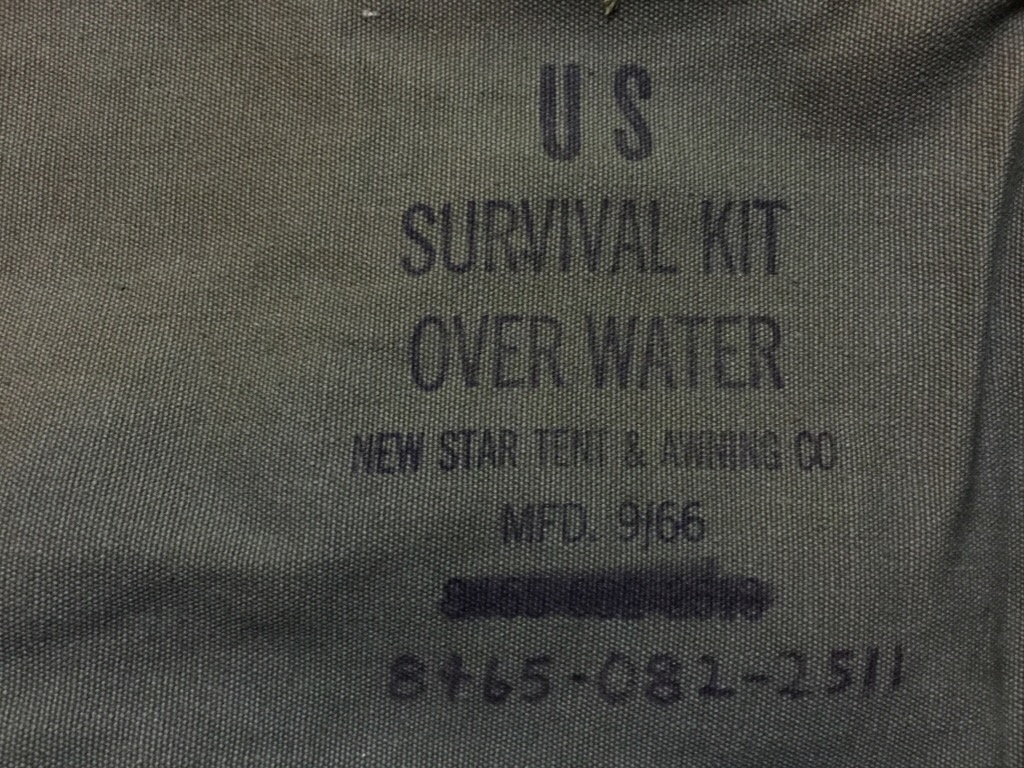 U S
SURVIVAL KIT
OVER WATER
NEW STAR TENT & AWNING CO
MFD. 9/66
8465-082-2511